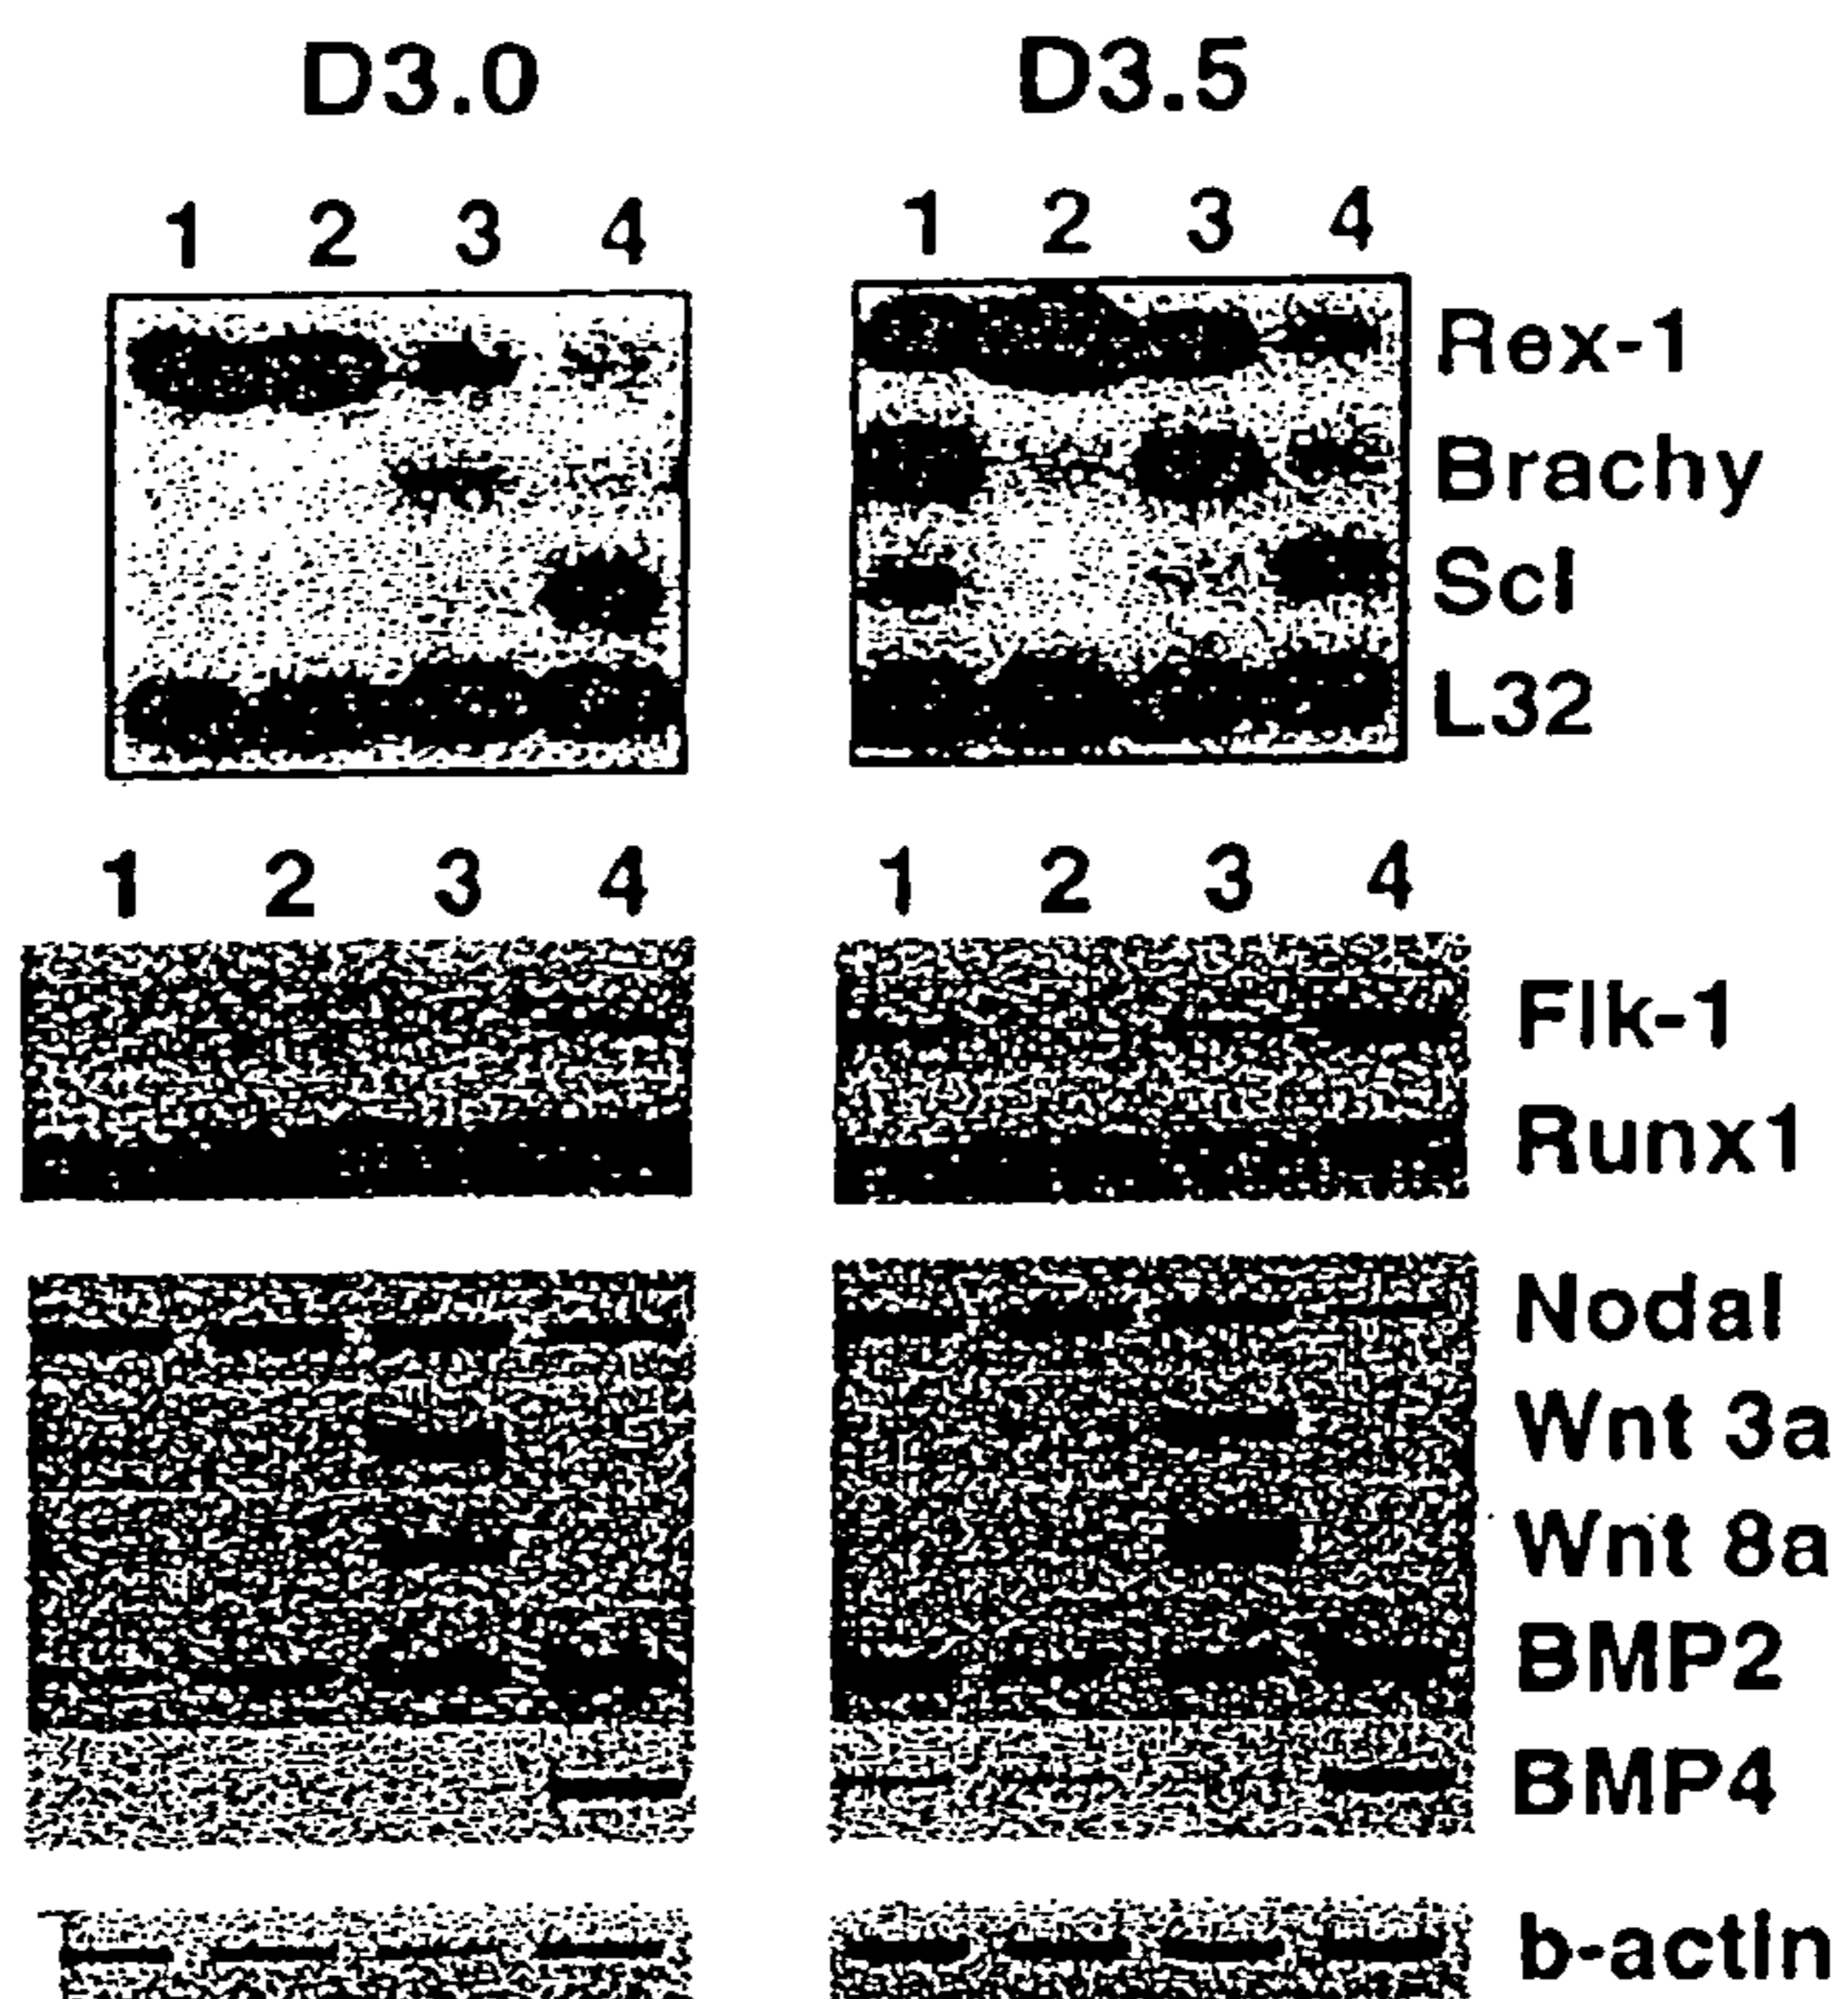 D3.0 D3.5
1 2 3 4 1 2 3 4
Rex-1
Brachy
Scl
L32
1 2 3 4 1 2 3 4
Flk-1
Runx1
Nodal
Wnt 3a
Wnt 8a
BMP2
BMP4
b-actin